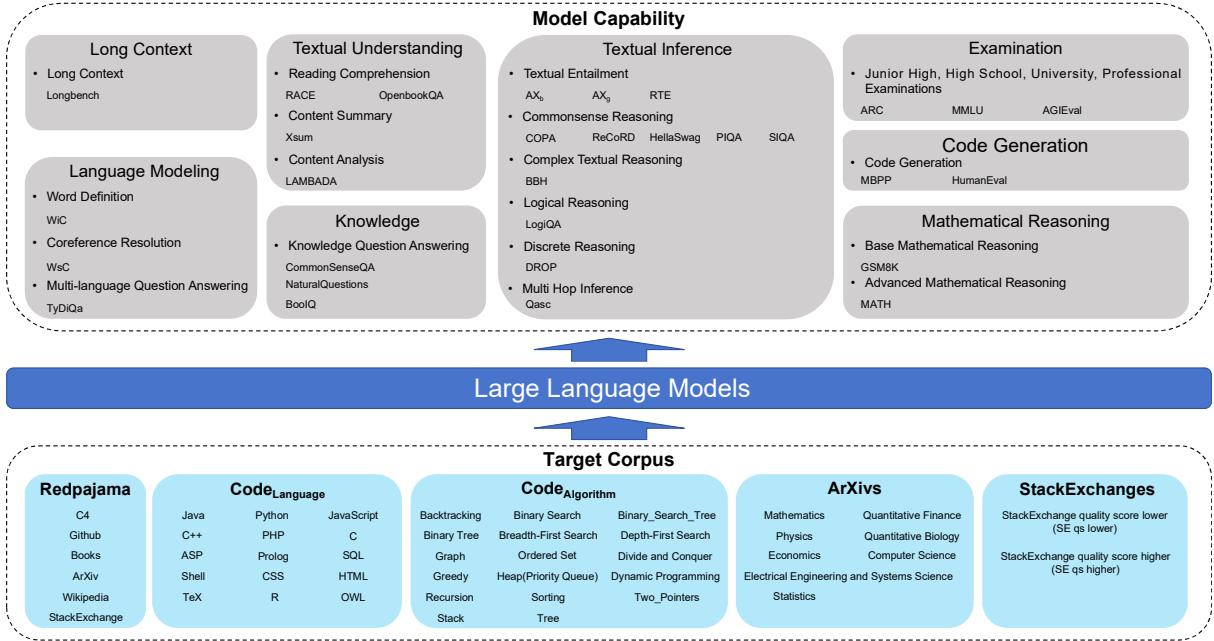 Model Capability
Long Context
• Long Context
Longbench
Language Modeling
• Word Definition
WiC
• Coreference Resolution
WsC
• Multi-language Question Answering
TyDiQa
Textual Understanding
• Reading Comprehension
RACE OpenbookQA
• Content Summary
Xsum
• Content Analysis
LAMBADA
Knowledge
• Knowledge Question Answering
CommonSenseQA
NaturalQuestions
BoolQ
Textual Inference
• Textual Entailment
AXb AXg RTE
• Commonsense Reasoning
COPA ReCoRD HellaSwag PIQA SIQA
• Complex Textual Reasoning
BBH
• Logical Reasoning
LogiQA
• Discrete Reasoning
DROP
• Multi Hop Inference
Qasc
Examination
• Junior High, High School, University, Professional
Examinations
ARC MMLU AGIEval
Code Generation
• Code Generation
MBPP HumanEval
Mathematical Reasoning
• Base Mathematical Reasoning
GSM8K
• Advanced Mathematical Reasoning
MATH
Large Language Models
Target Corpus
Redpajama
C4
Github
Books
ArXiv
Wikipedia
StackExchange
CodeLanguage
Java Python JavaScript
C++ PHP C
ASP Prolog SQL
Shell CSS HTML
TeX R OWL
CodeAlgorithm
Backtracking Binary Search Binary_Search_Tree
Binary Tree Breadth-First Search Depth-First Search
Graph Ordered Set Divide and Conquer
Greedy Heap(Priority Queue) Dynamic Programming
Recursion Sorting Two_Pointers
Stack Tree
ArXivs
Mathematics Quantitative Finance
Physics Quantitative Biology
Economics Computer Science
Electrical Engineering and Systems Science
Statistics
StackExchanges
StackExchange quality score lower
(SE qs lower)
StackExchange quality score higher
(SE qs higher)